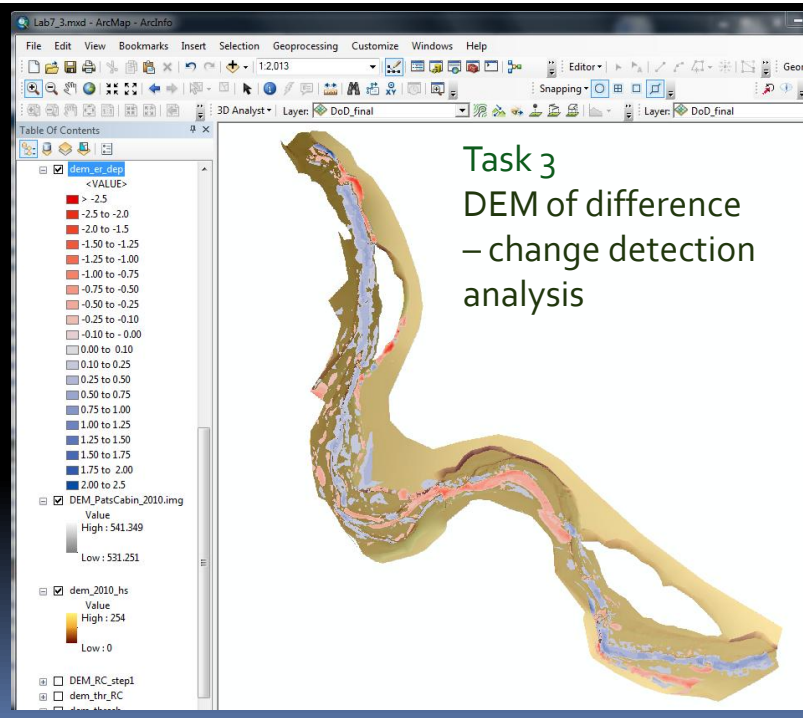 Lab7_3.mxd - ArcMap - ArcInfo
File Edit View Bookmarks Insert Selection Geoprocessing Customize Windows Help
1:2,013 Editor Geor
Snapping
3D Analyst Layer: DoD_final Layer: DoD_final
Table Of Contents
dem_er_dep
<VALUE>
> -2.5
-2.5 to -2.0
-2.0 to -1.5
-1.50 to -1.25
-1.25 to -1.00
-1.00 to -0.75
-0.75 to -0.50
-0.50 to -0.25
-0.25 to -0.10
-0.10 to - 0.00
0.00 to 0.10
0.10 to 0.25
0.25 to 0.50
0.50 to 0.75
0.75 to 1.00
1.00 to 1.25
1.25 to 1.50
1.50 to 1.75
1.75 to 2.00
2.00 to 2.5
DEM_PatsCabin_2010.img
Value
High : 541.349
Low : 531.251
dem_2010_hs
Value
High : 254
Low : 0
DEM_RC_step1
dem_thr_RC
Task 3
DEM of difference
– change detection
analysis